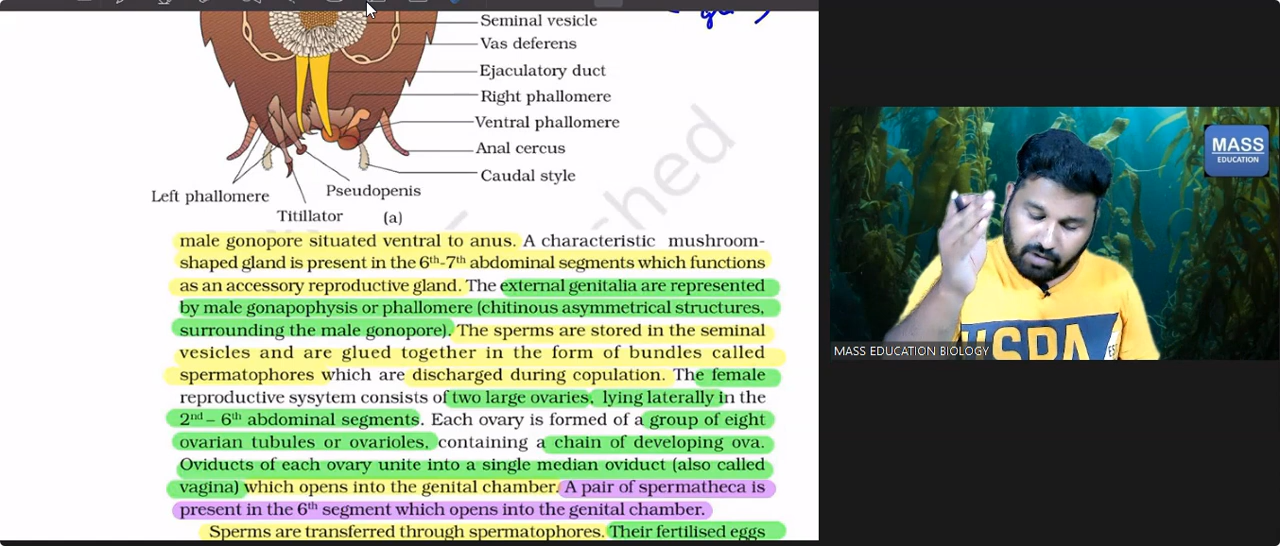 Seminal vesicle
Vas deferens
Ejaculatory duct
Right phallomere
Ventral phallomere
Anal cercus
Caudal style
Left phallomere
Pseudopenis
Titillator
(a)
male gonopore situated ventral to anus. A characteristic mushroom-
shaped gland is present in the 6th-7th abdominal segments which functions
as an accessory reproductive gland. The external genitalia are represented
by male gonapophysis or phallomere (chitinous asymmetrical structures,
surrounding the male gonopore). The sperms are stored in the seminal
vesicles and are glued together in the form of bundles called
spermatophores which are discharged during copulation. The female
reproductive sysytem consists of two large ovaries, lying laterally in the
2nd – 6th abdominal segments. Each ovary is formed of a group of eight
ovarian tubules or ovarioles, containing a chain of developing ova.
Oviducts of each ovary unite into a single median oviduct (also called
vagina) which opens into the genital chamber. A pair of spermatheca is
present in the 6th segment which opens into the genital chamber.
Sperms are transferred through spermatophores. Their fertilised eggs
MASS
EDUCATION
MASS EDUCATION BIOLOGY